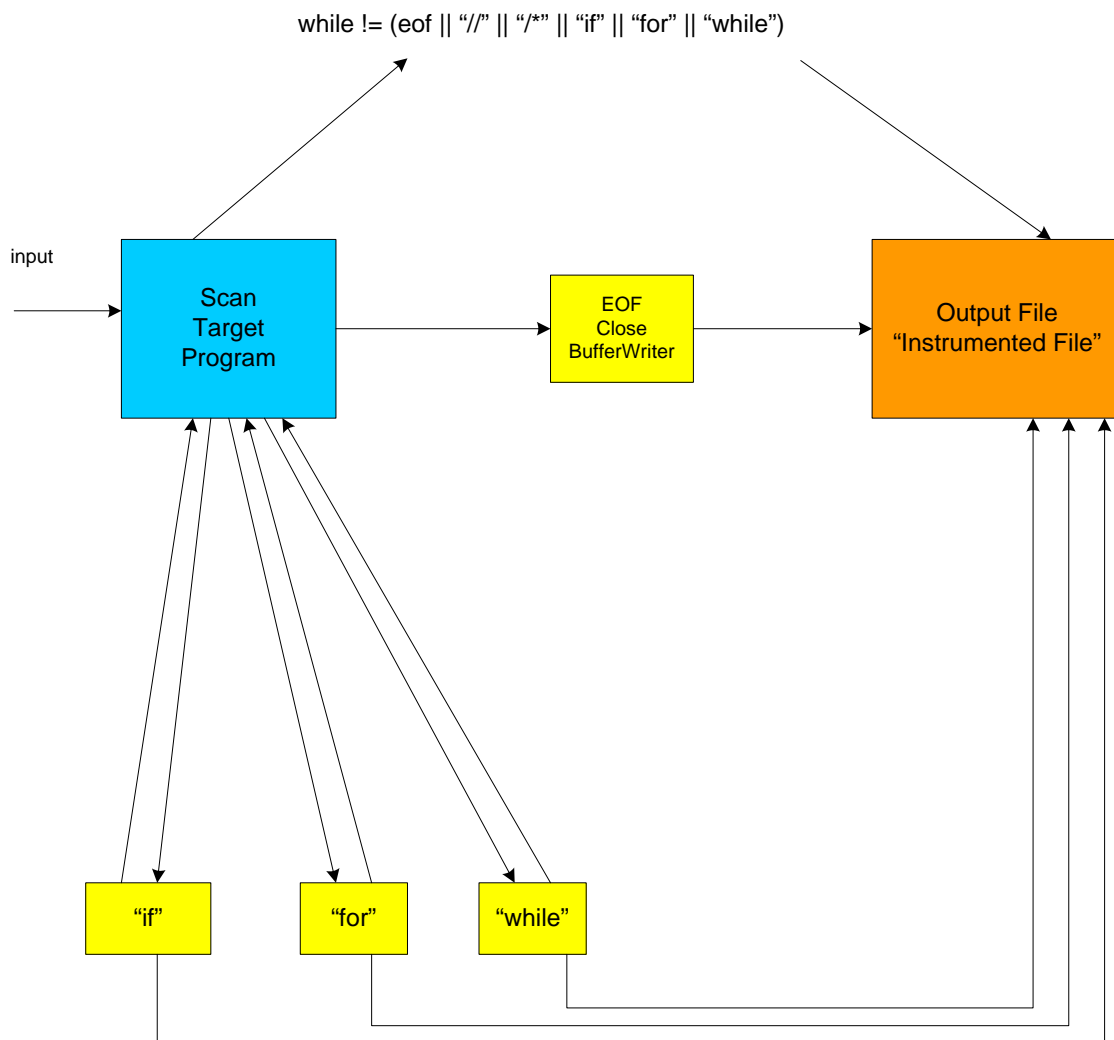 while != (eof || “//” || “/*” || “if” || “for” || “while”)
input
Scan
Target
Program
EOF
Close
BufferWriter
Output File
“Instrumented File”
“if”
“for”
“while”